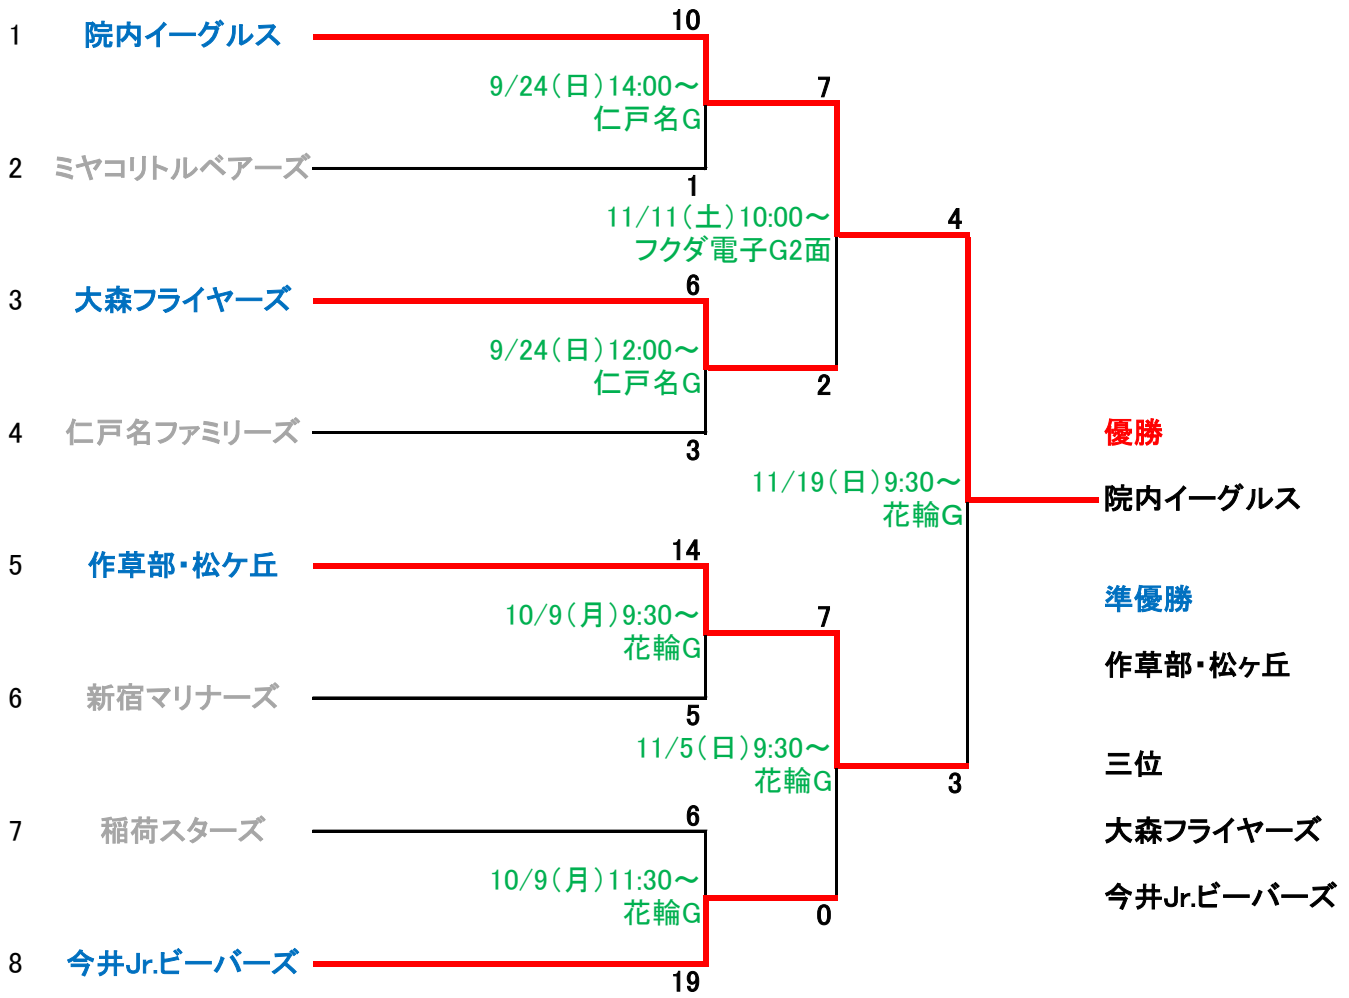 10
1 院内イーグルス
9/24(日)14:00～
7
仁戸名G
2 ミヤコリトルベアーズ
1
11/11(土)10:00～
4
フクダ電子G2面
6
3 大森フライヤーズ
9/24(日)12:00～
仁戸名G
2
4 仁戸名ファミリーズ
3
優勝
11/19(日)9:30～
花輪G
院内イーグルス
14
5 作草部・松ケ丘
準優勝
10/9(月)9:30～
7
花輪G
作草部・松ヶ丘
6 新宿マリナーズ
5
11/5(日)9:30～
花輪G
三位
3
6
7 稲荷スターズ
大森フライヤーズ
10/9(月)11:30～
花輪G
0
今井Jr.ビーバーズ
8 今井Jr.ビーバーズ
19